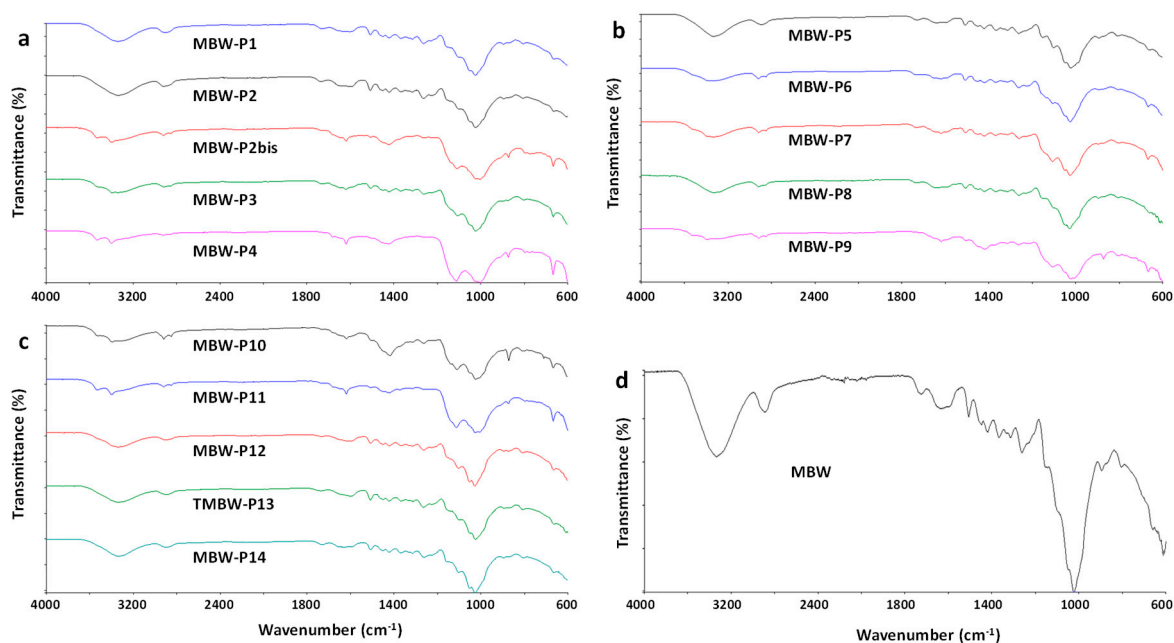 a
MBW-P1
MBW-P2
MBW-P2bis
MBW-P3
MBW-P4
Transmittance (%)
4000 3200 2400 1800 1400 1000 600
b
MBW-P5
MBW-P6
MBW-P7
MBW-P8
MBW-P9
Transmittance (%)
4000 3200 2400 1800 1400 1000 600
c
MBW-P10
MBW-P11
MBW-P12
TMBW-P13
MBW-P14
Transmittance (%)
4000 3200 2400 1800 1400 1000 600
Wavenumber (cm-1)
d
MBW
Transmittance (%)
4000 3200 2400 1800 1400 1000 600
Wavenumber (cm-1)